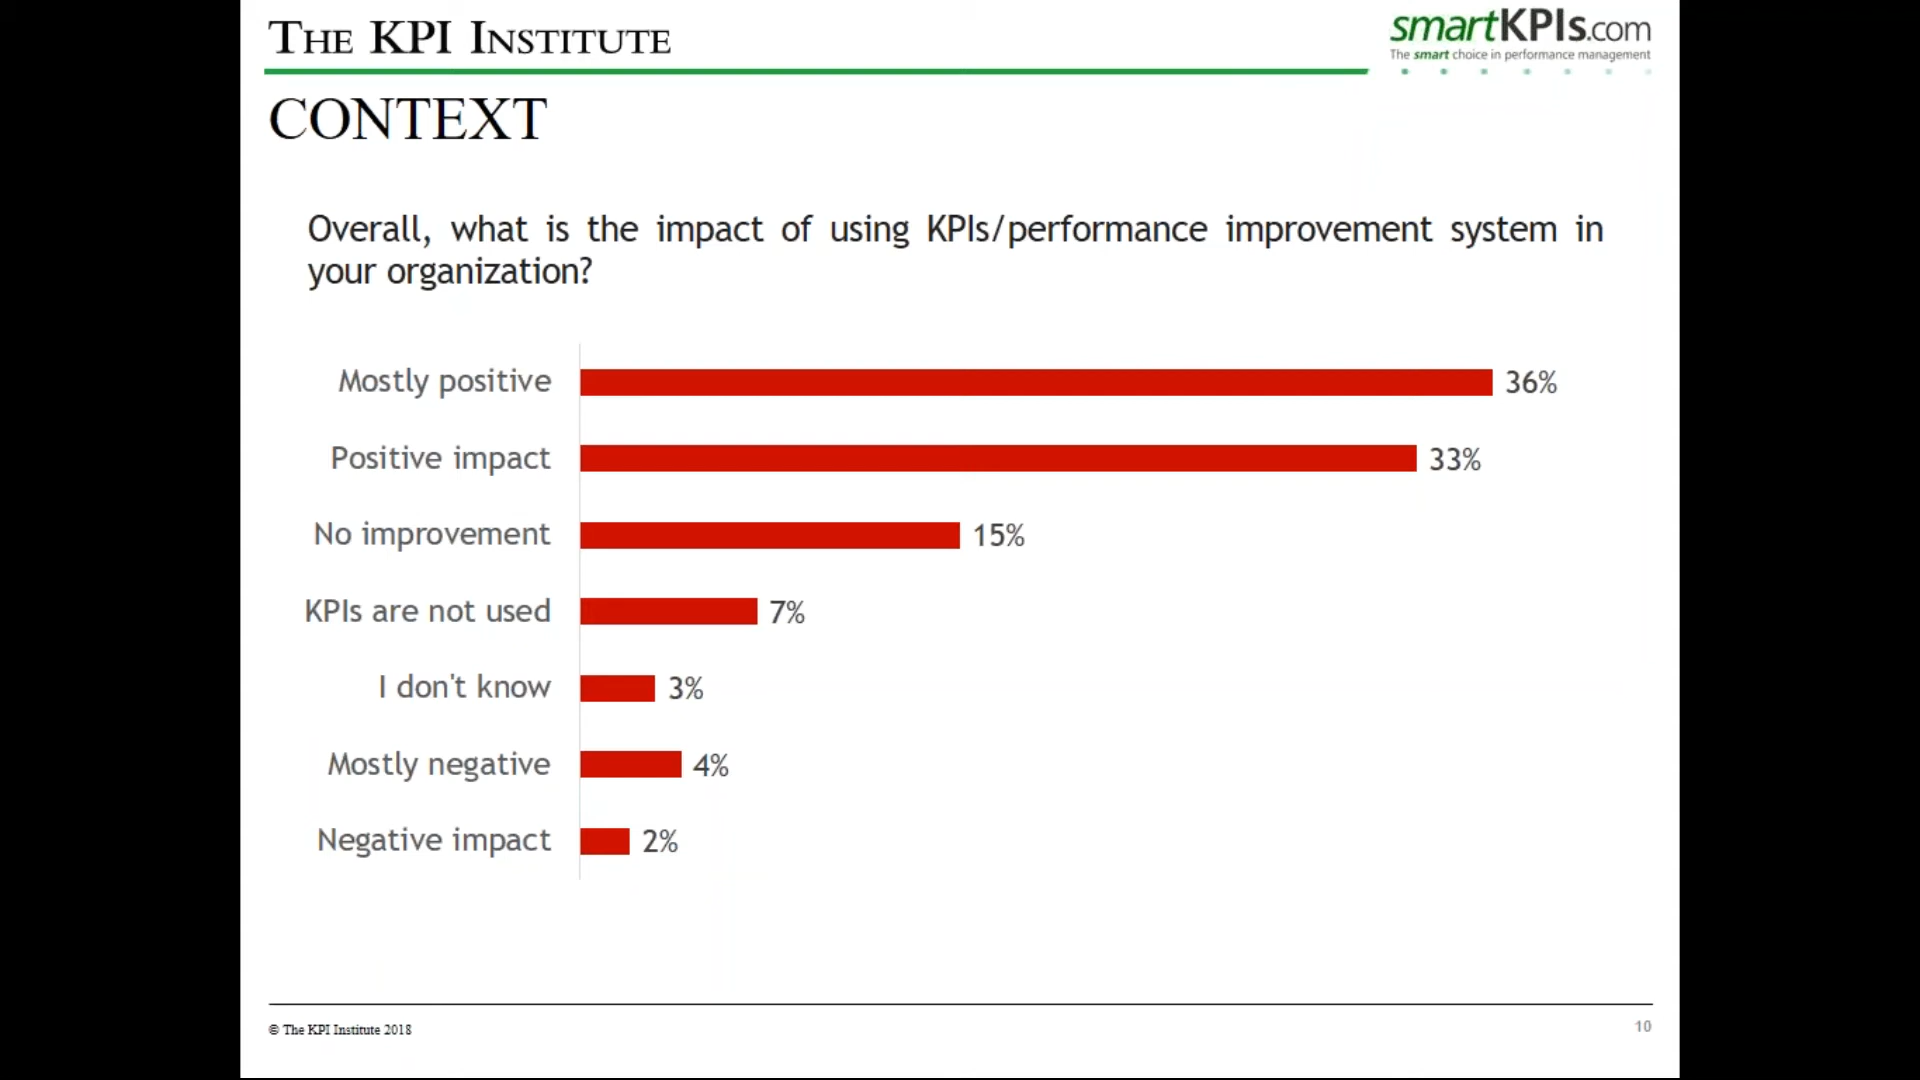 THE KPI INSTITUTE
smartKPIs.com
The smart choice in performance management
CONTEXT
Overall, what is the impact of using KPIs/performance improvement system in
your organization?
Mostly positive 36%
Positive impact 33%
No improvement 15%
KPIs are not used 7%
I don't know 3%
Mostly negative 4%
Negative impact 2%
© The KPI Institute 2018
10